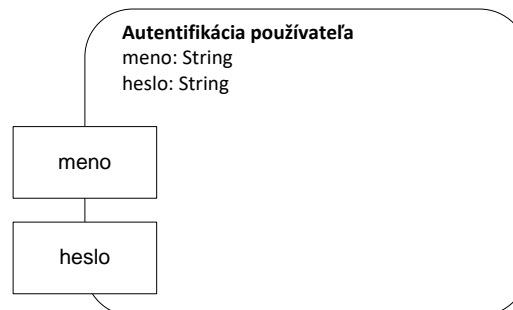 Autentifikácia používateľa
meno: String
heslo: String
meno
heslo